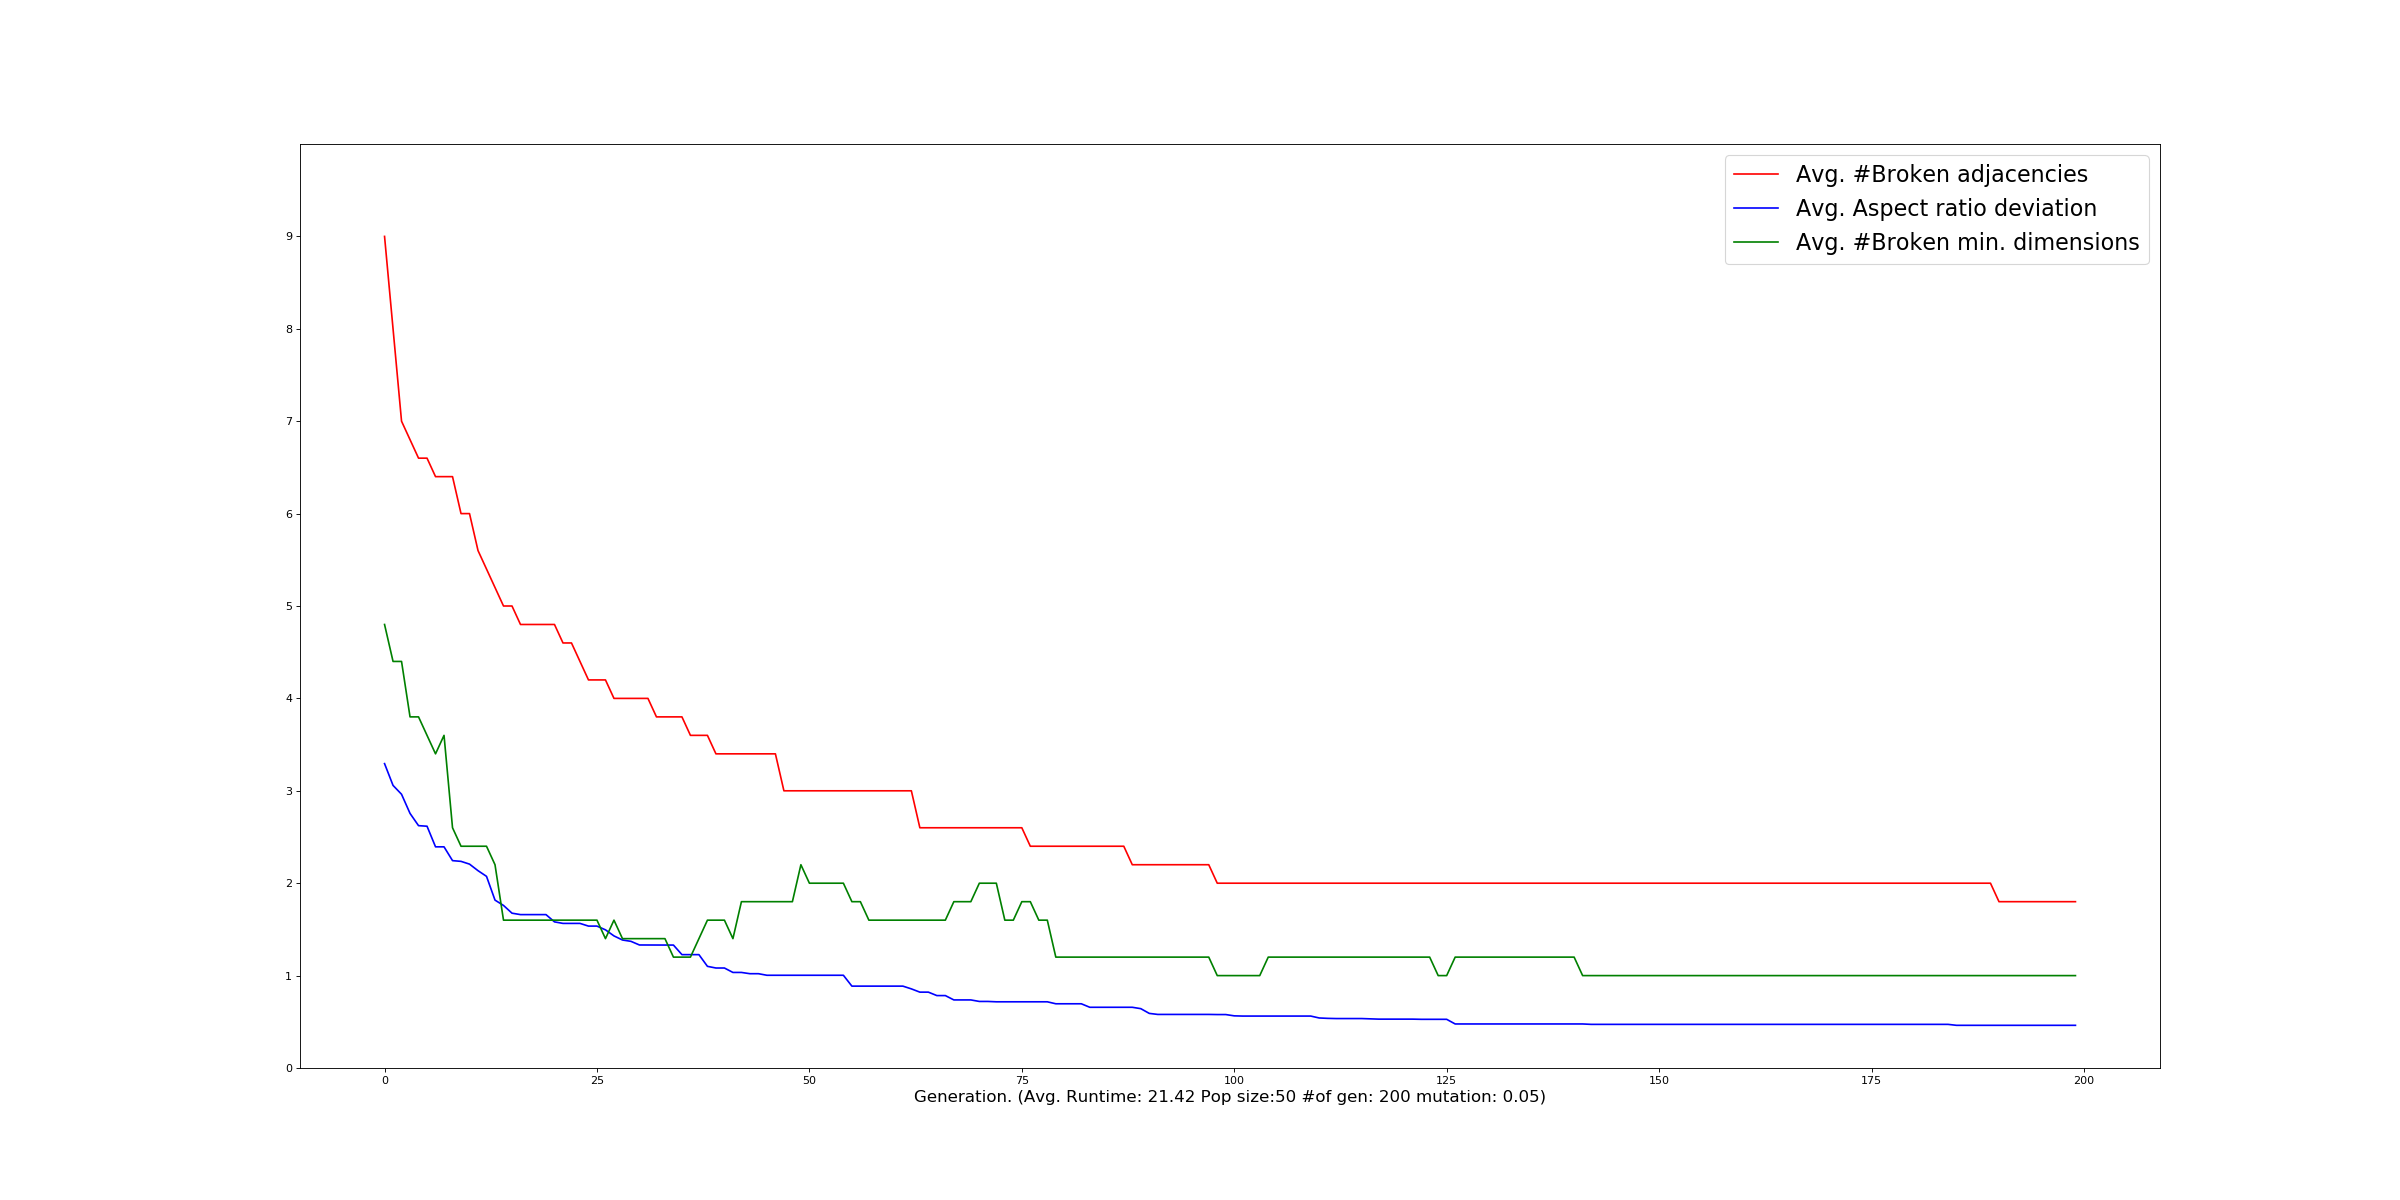 Avg. #Broken adjacencies
Avg. Aspect ratio deviation
Avg. #Broken min. dimensions
9
8
7
6
5
4
3
2
1
0
0 25 50 75 100 125 150 175 200
Generation. (Avg. Runtime: 21.42 Pop size:50 #of gen: 200 mutation: 0.05)